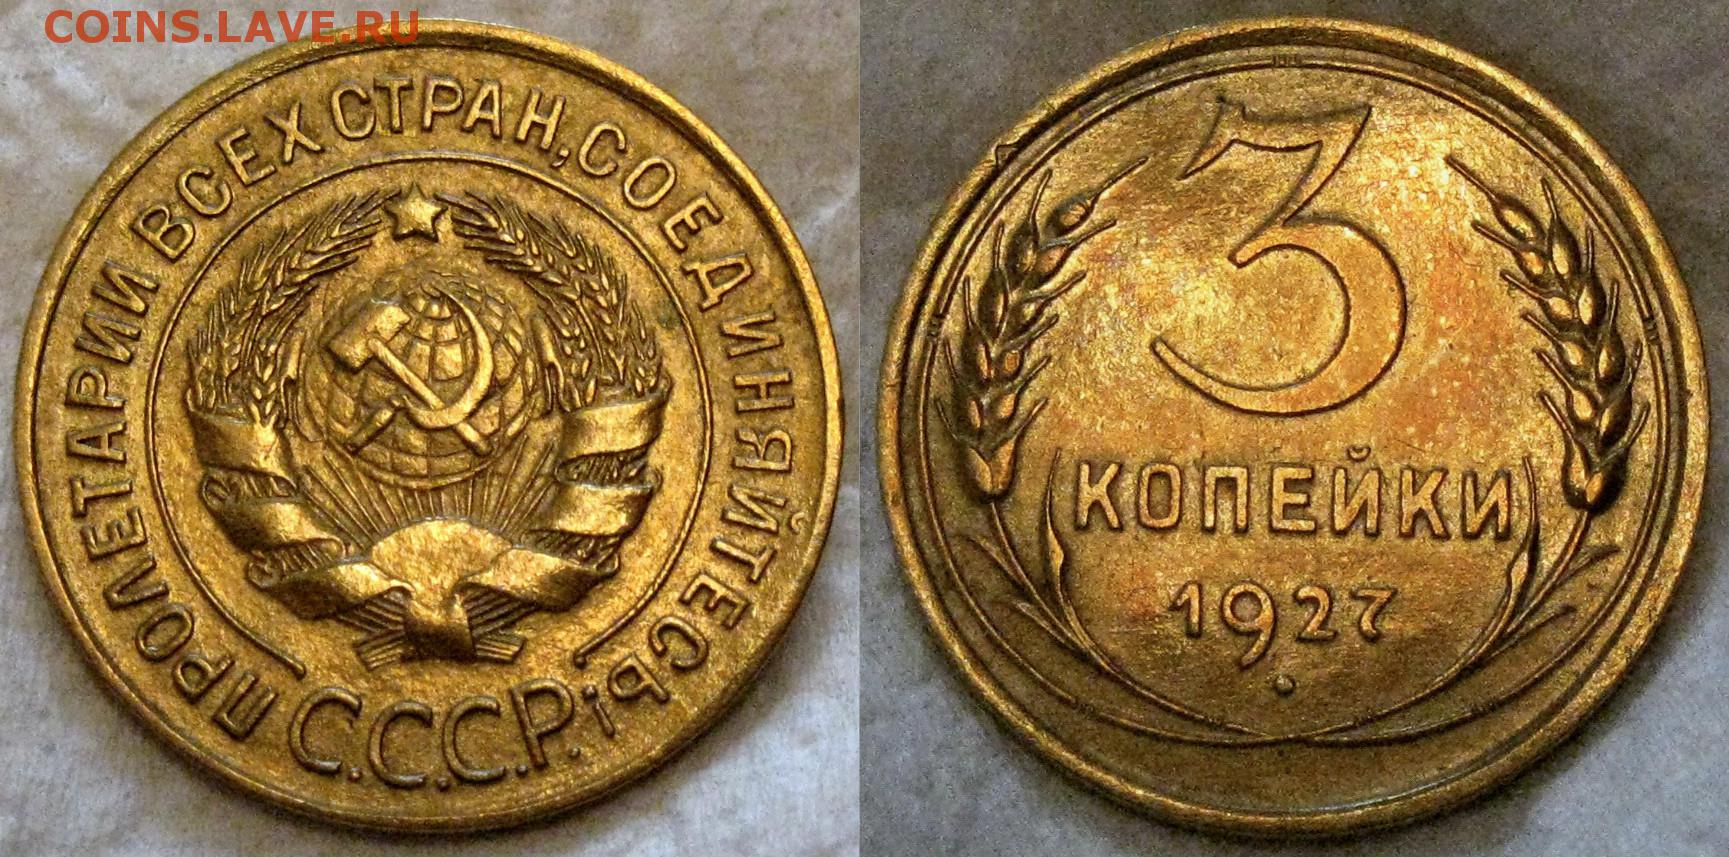 COINS.LAVE.RU
ПРОЛЕТАРИИ ВСЕХ СТРАН, СОЕДИНЯЙТЕСЬ!
С.С.С.Р.
3
КОПЕЙКИ
1927